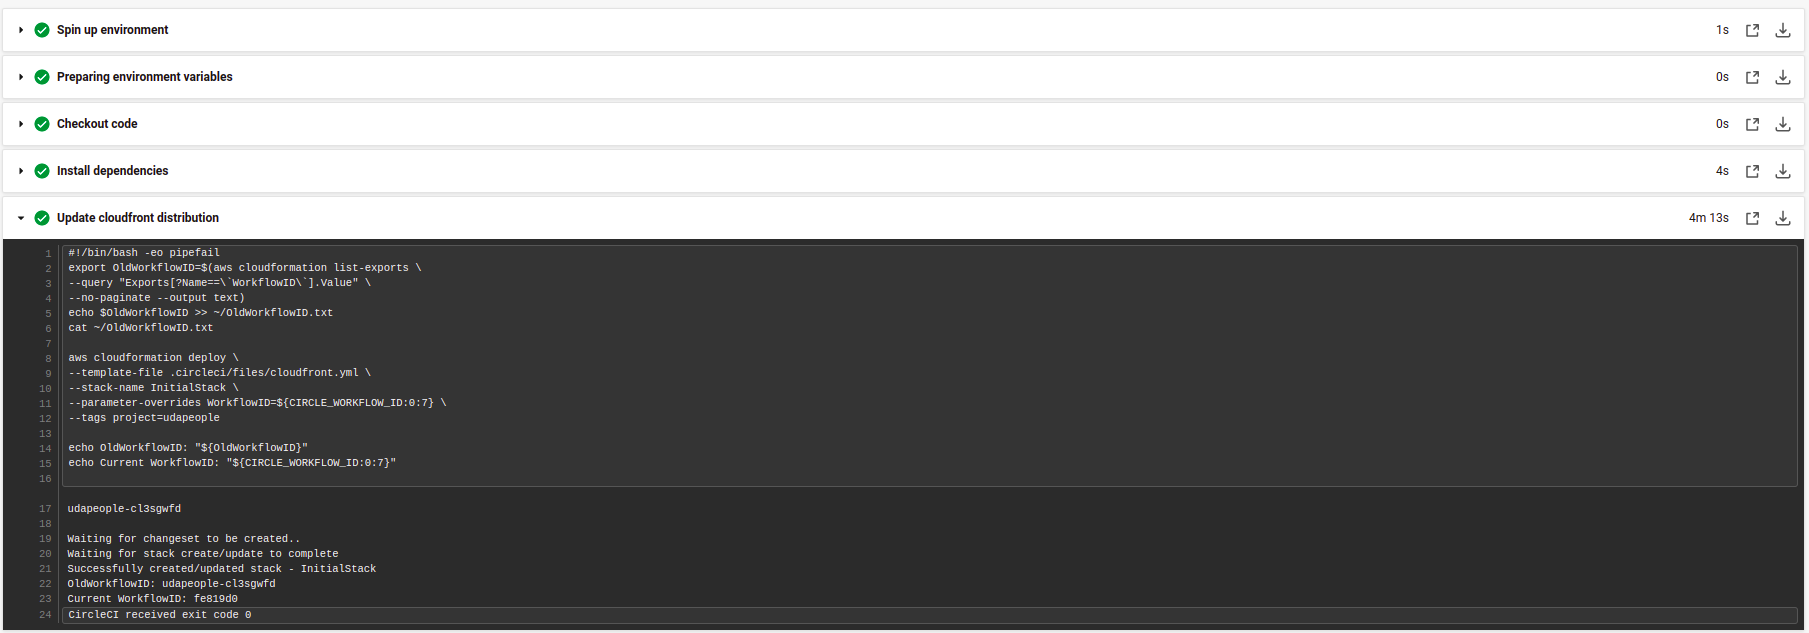 Spin up environment 1s
Preparing environment variables 0s
Checkout code 0s
Install dependencies 4s
Update cloudfront distribution 4m 13s
1 #!/bin/bash -eo pipefail
2 export OldWorkflowID=$(aws cloudformation list-exports \
3 --query "Exports[?Name==\`WorkflowID\`].Value" \
4 --no-paginate --output text)
5 echo $OldWorkflowID >> ~/OldWorkflowID.txt
6 cat ~/OldWorkflowID.txt
7
8 aws cloudformation deploy \
9 --template-file .circleci/files/cloudfront.yml \
10 --stack-name InitialStack \
11 --parameter-overrides WorkflowID=${CIRCLE_WORKFLOW_ID:0:7} \
12 --tags project=udapeople
13
14 echo OldWorkflowID: "${OldWorkflowID}"
15 echo Current WorkflowID: "${CIRCLE_WORKFLOW_ID:0:7}"
16
17 udapeople-cl3sgwfd
18
19 Waiting for changeset to be created..
20 Waiting for stack create/update to complete
21 Successfully created/updated stack - InitialStack
22 OldWorkflowID: udapeople-cl3sgwfd
23 Current WorkflowID: fe819d0
24 CircleCI received exit code 0